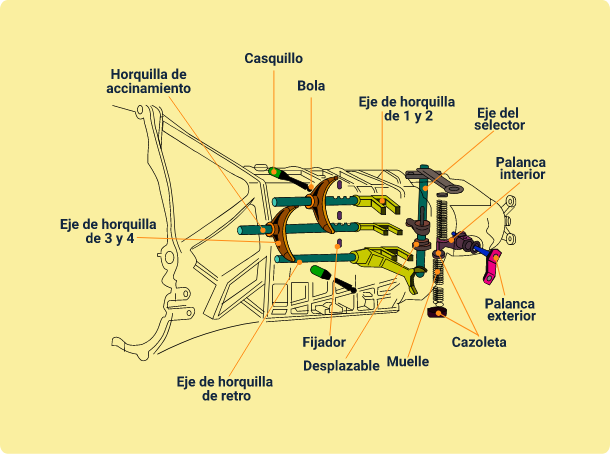 Casquillo
Horquilla de
accinamiento
Bola
Eje de horquilla
de 1 y 2
Eje del
selector
Palanca
interior
Eje de horquilla
de 3 y 4
Palanca
exterior
Fijador
Cazoleta
Desplazable
Muelle
Eje de horquilla
de retro